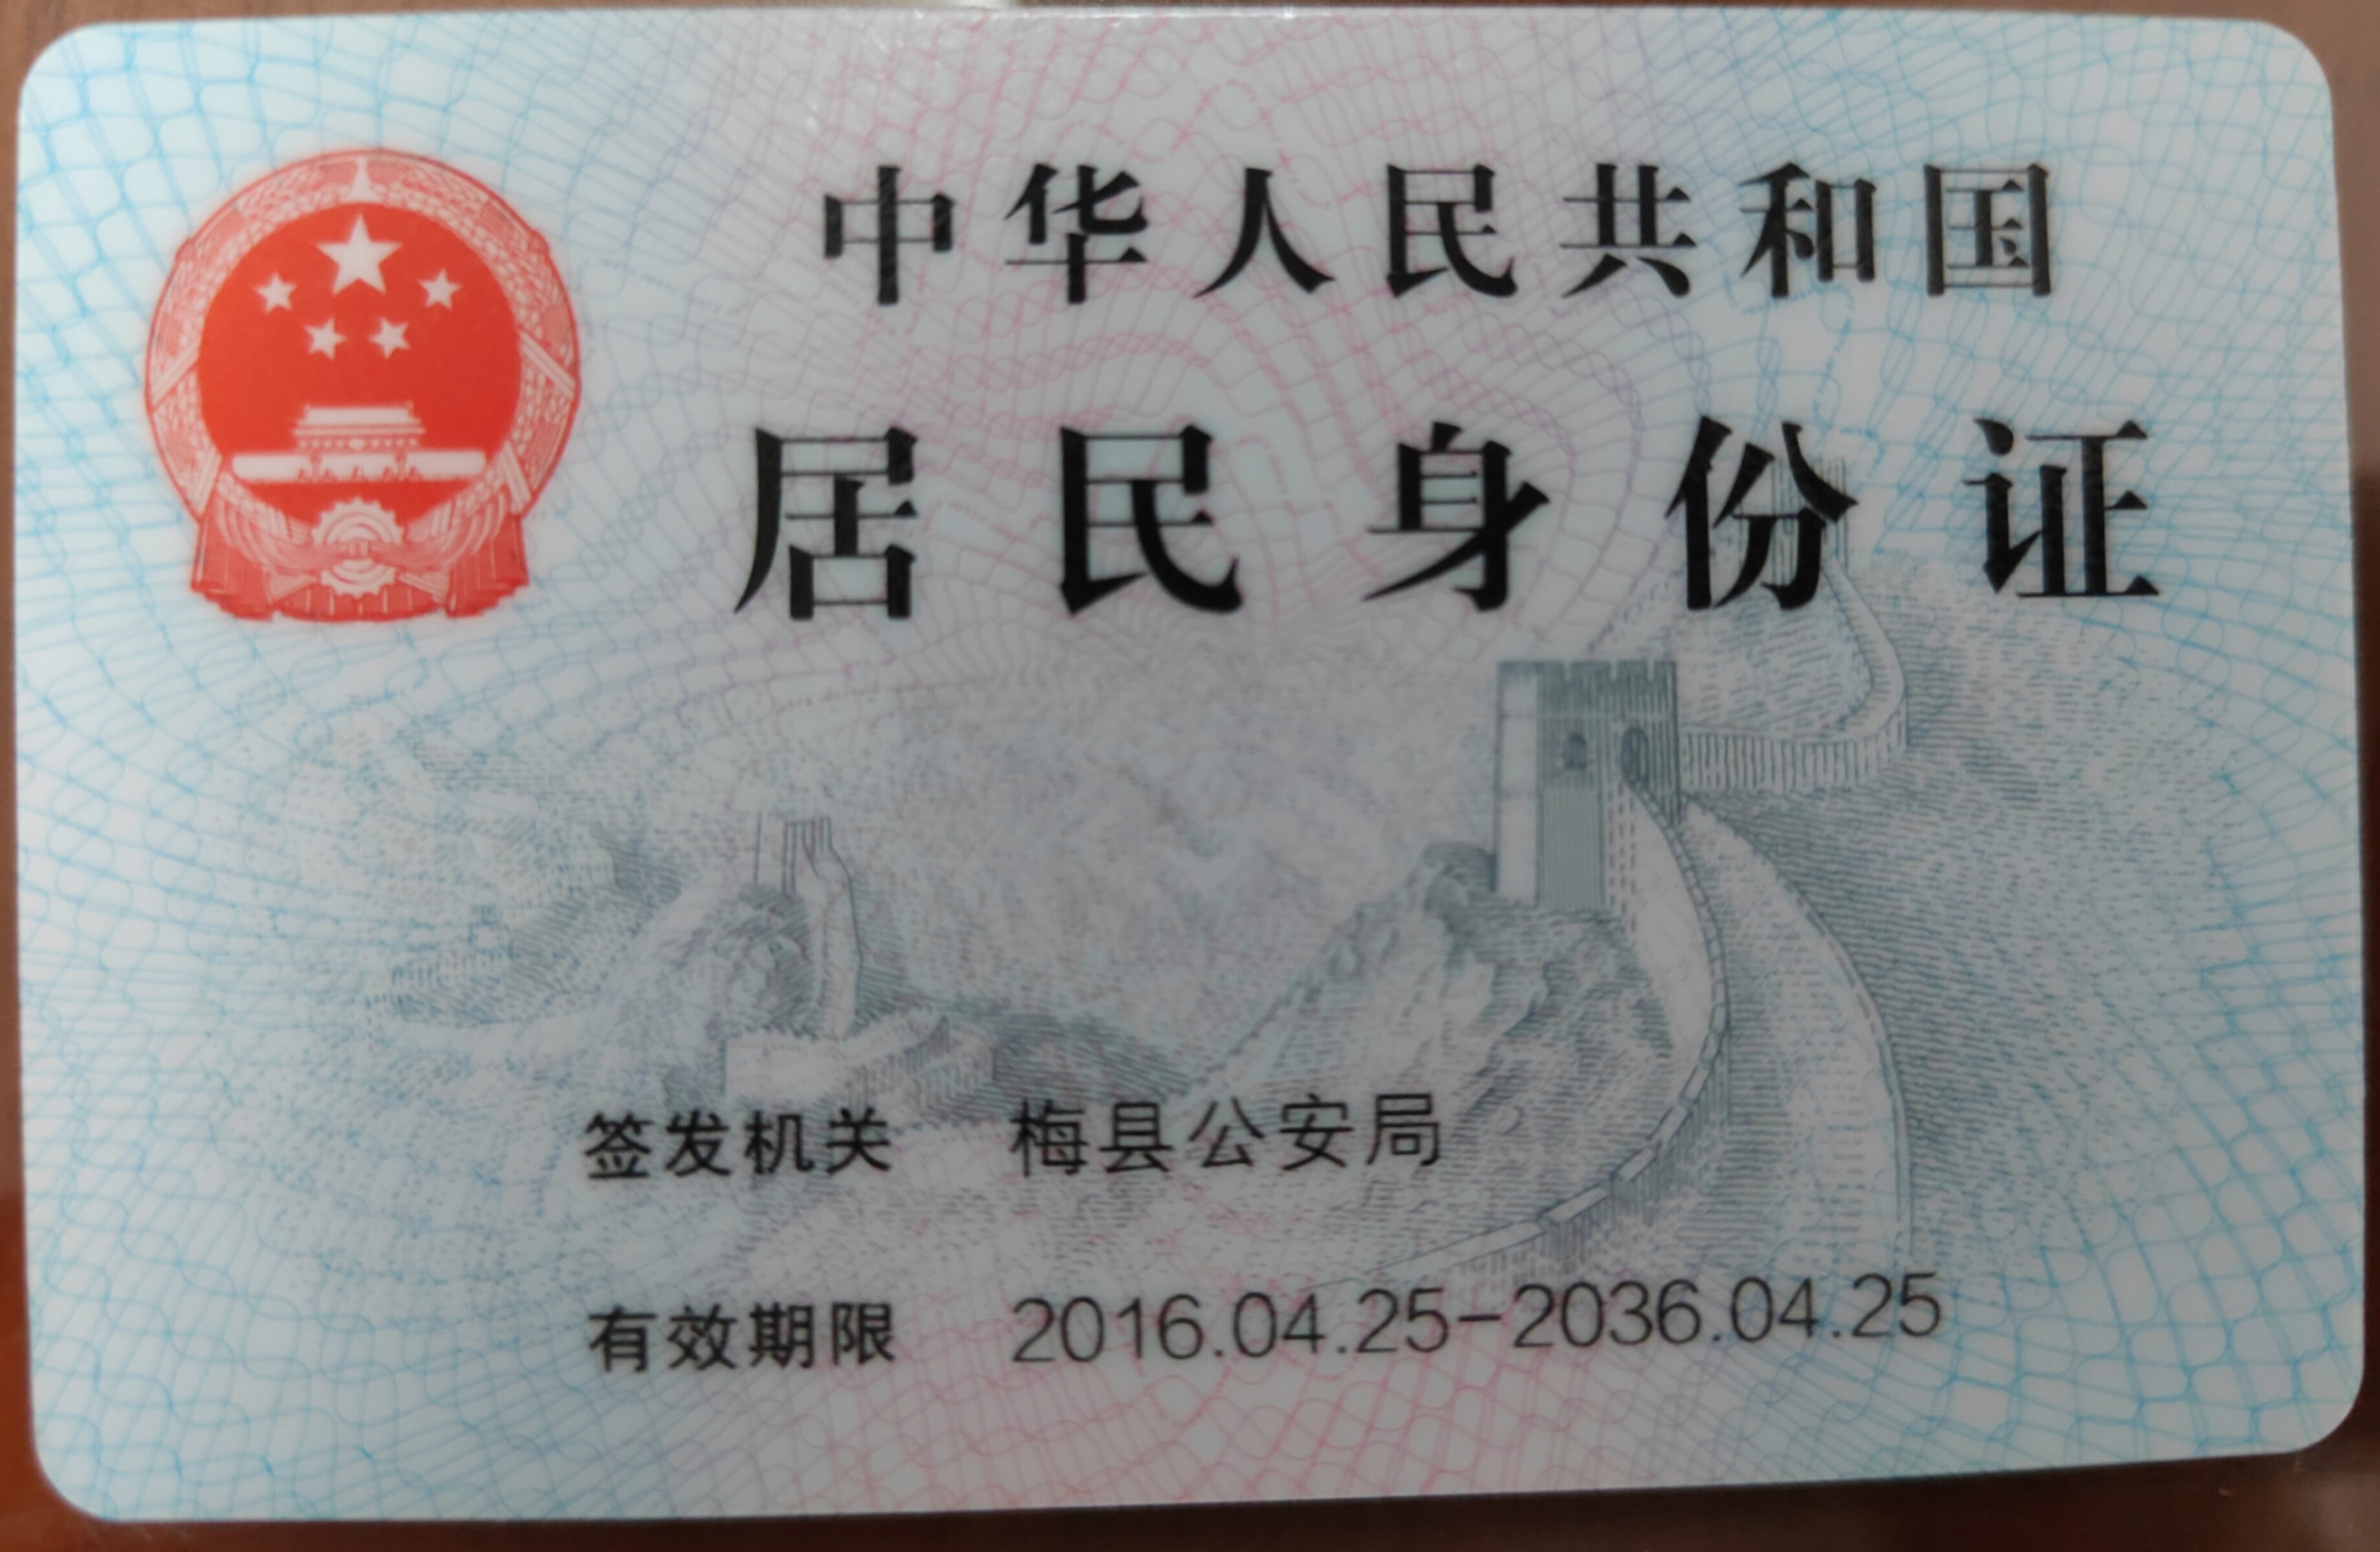 中华人民共和国
居民身份证
签发机关 梅县公安局
有效期限 2016.04.25-2036.04.25